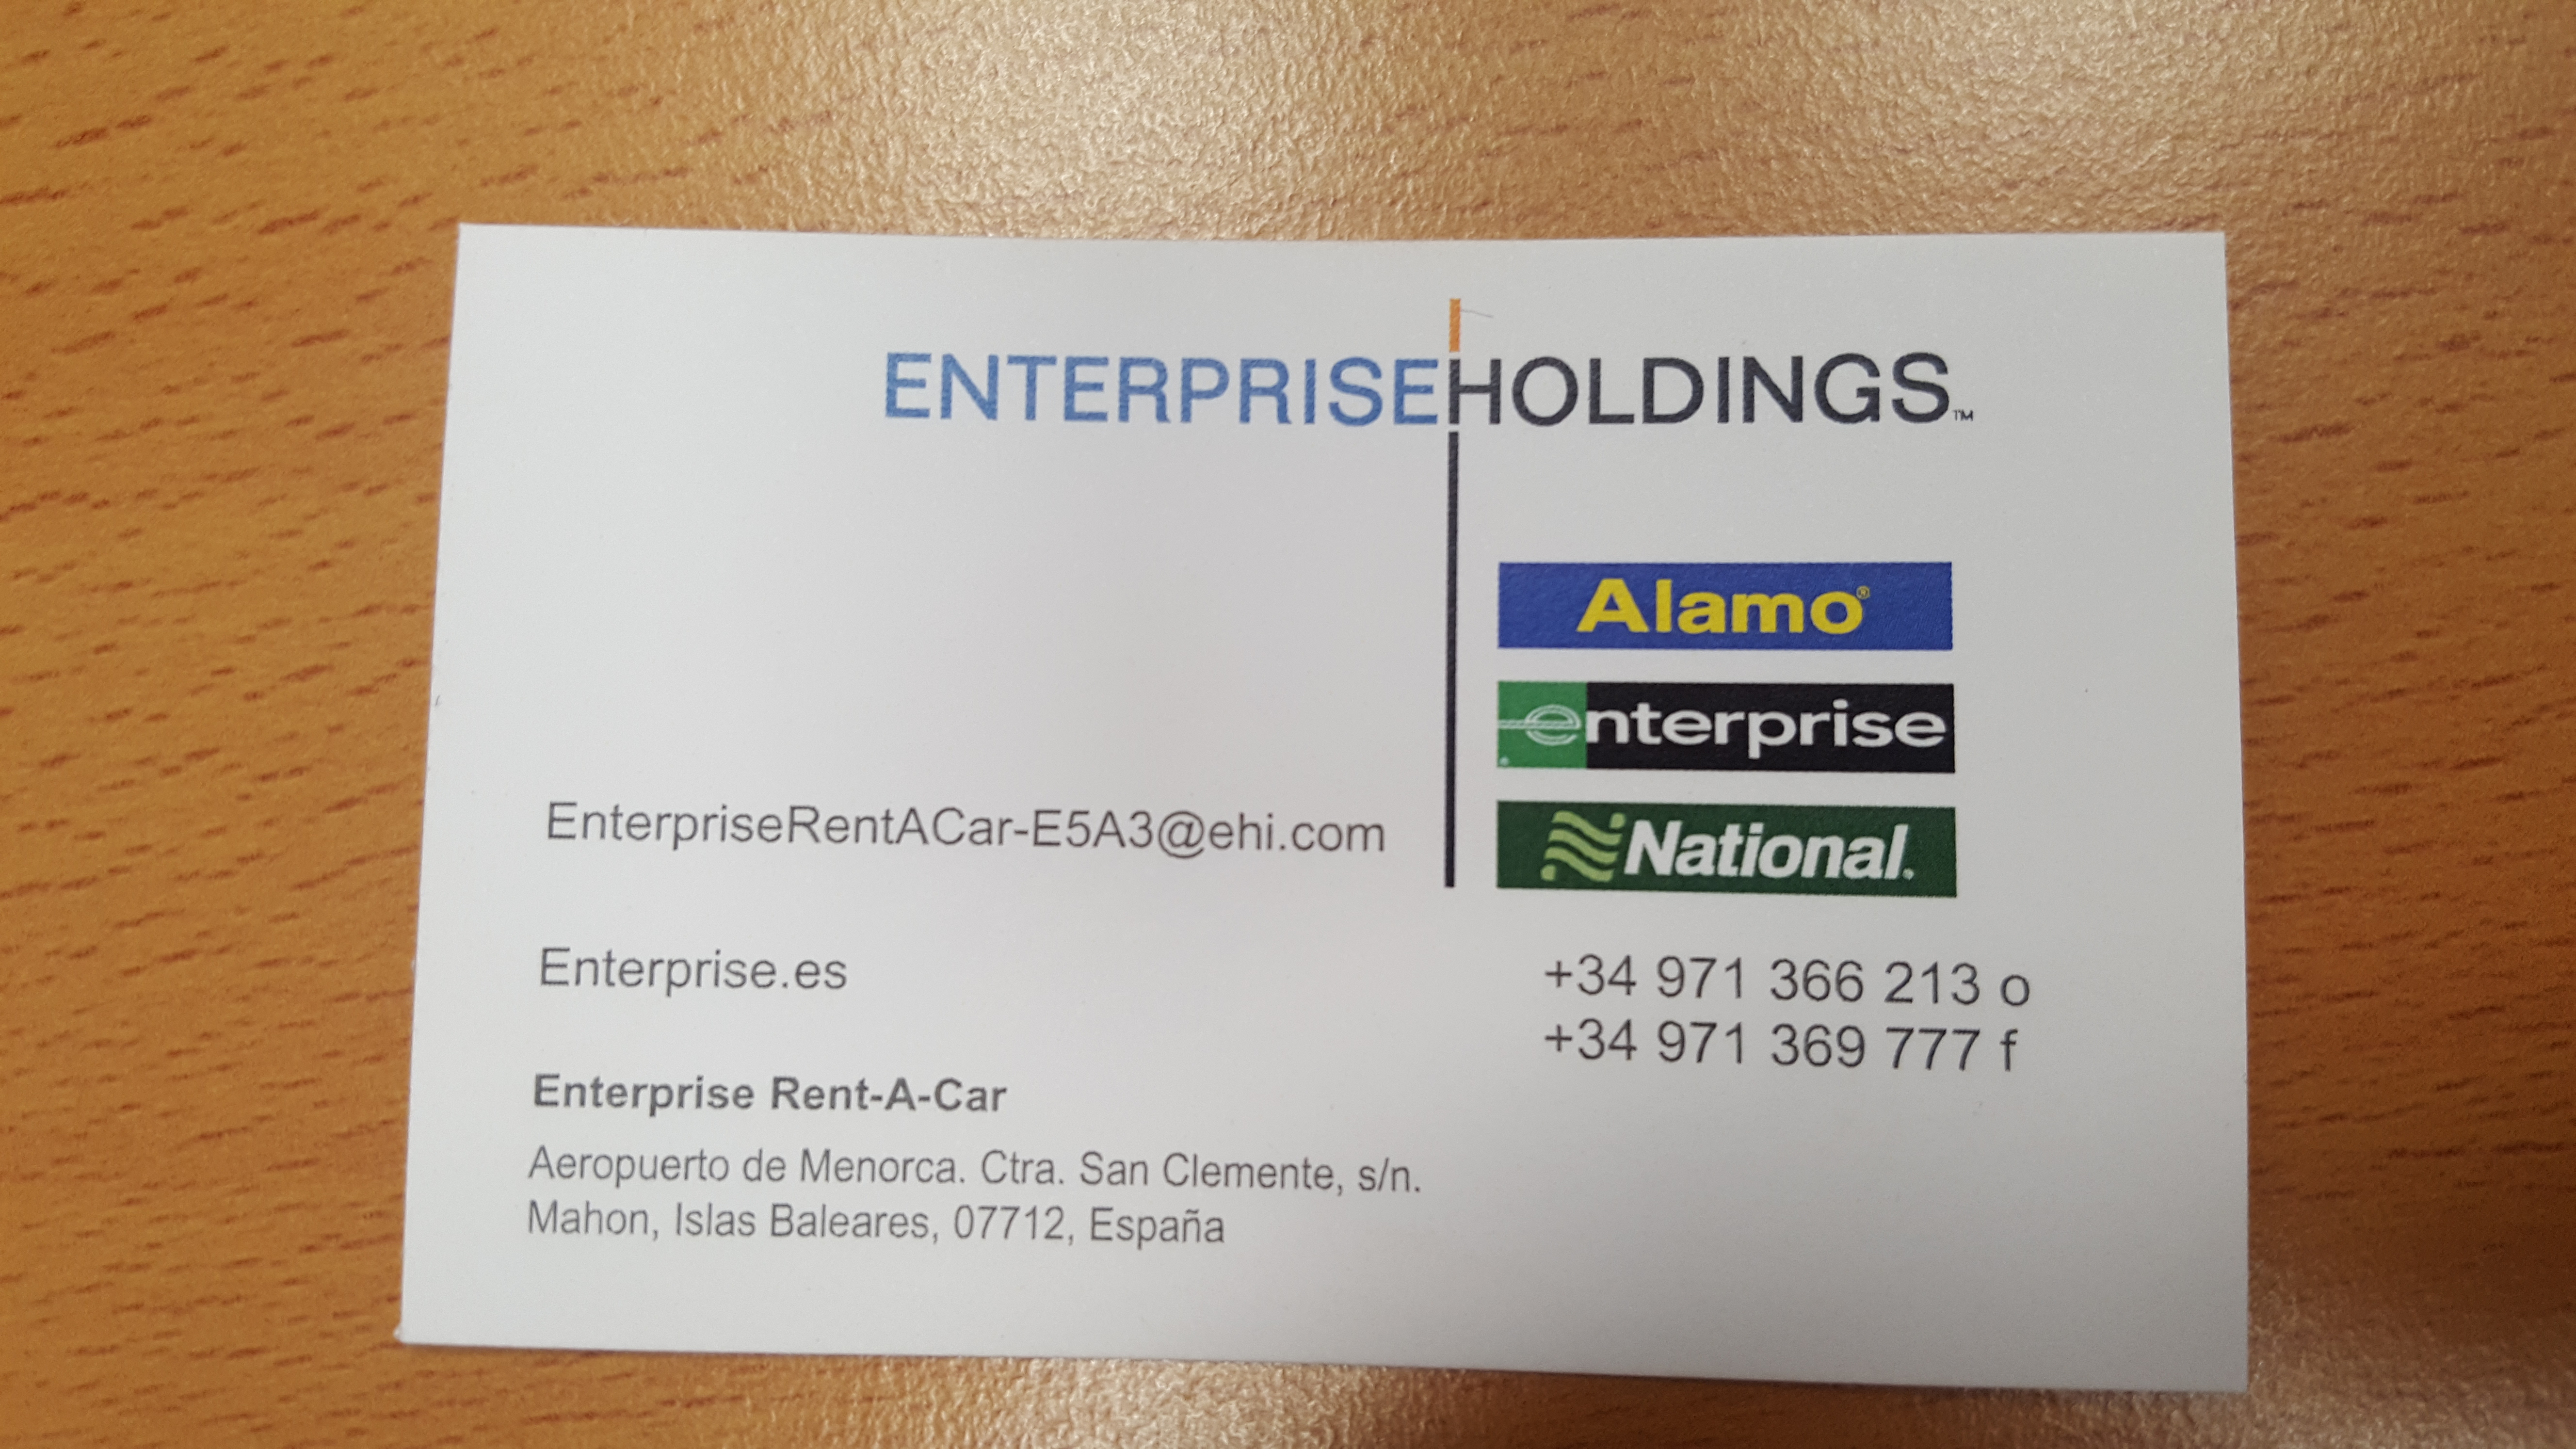 ENTERPRISEHOLDINGS™
Alamo®
enterprise®
National®
EnterpriseRentACar-E5A3@ehi.com
Enterprise.es
+34 971 366 213 o
+34 971 369 777 f
Enterprise Rent-A-Car
Aeropuerto de Menorca. Ctra. San Clemente, s/n.
Mahon, Islas Baleares, 07712, España